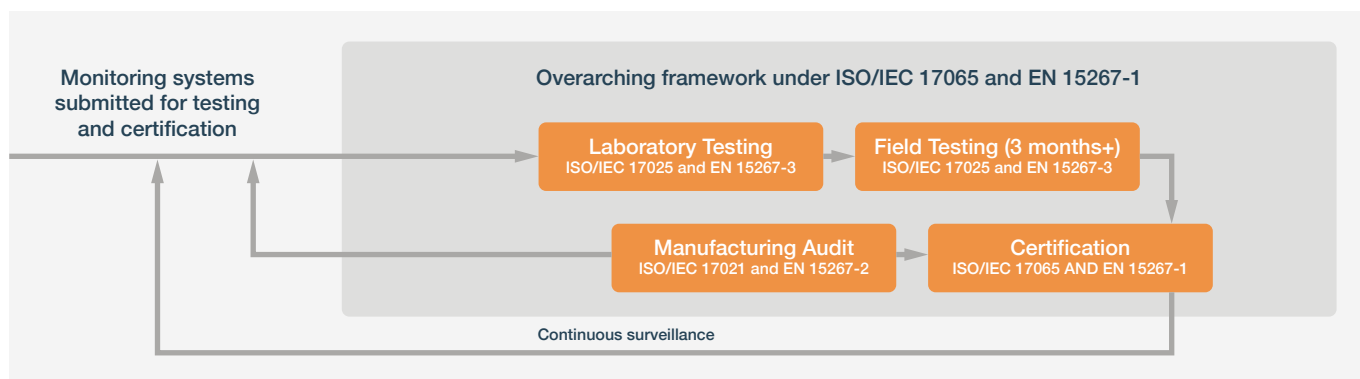 Monitoring systems
submitted for testing
and certification
Overarching framework under ISO/IEC 17065 and EN 15267-1
Laboratory Testing
ISO/IEC 17025 and EN 15267-3
Field Testing (3 months+)
ISO/IEC 17025 and EN 15267-3
Manufacturing Audit
ISO/IEC 17021 and EN 15267-2
Certification
ISO/IEC 17065 AND EN 15267-1
Continuous surveillance